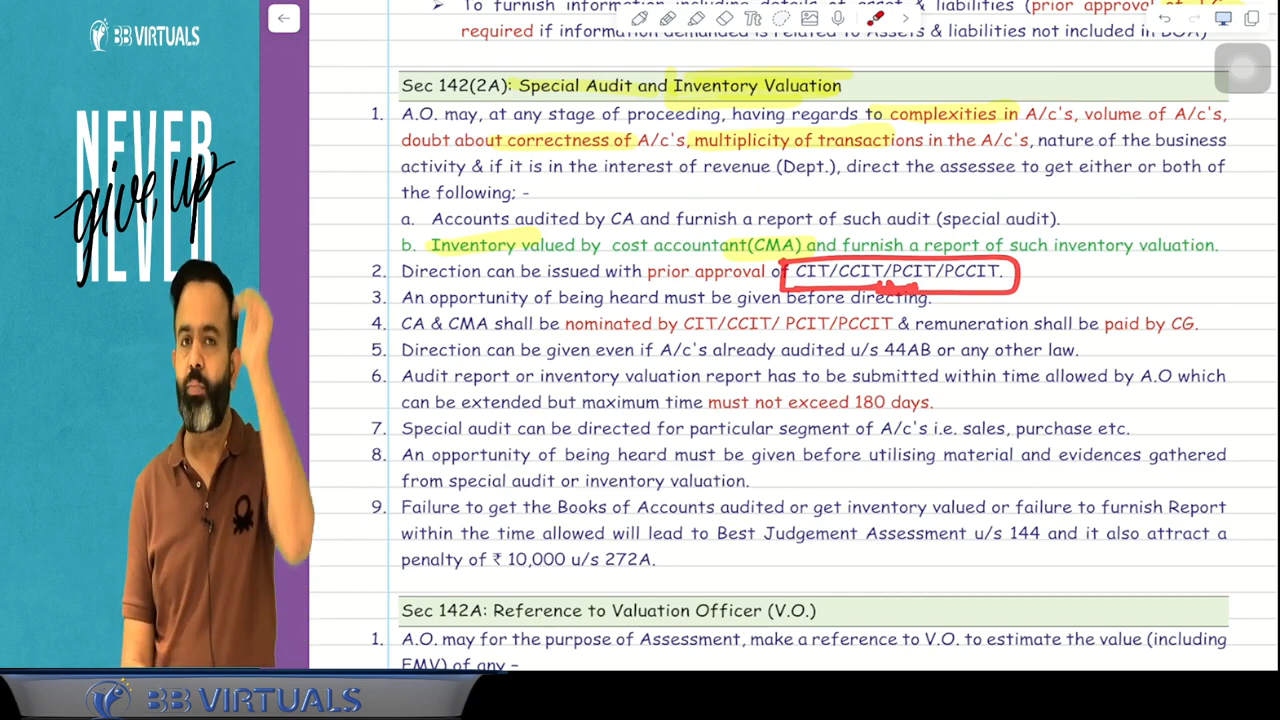 BB VIRTUALS
NEVER
give up
NEVER
➢ To furnish information including details of asset & liabilities (prior approval of
required if information demanded is related to Assets & liabilities not included in BOA)
Sec 142(2A): Special Audit and Inventory Valuation
1. A.O. may, at any stage of proceeding, having regards to complexities in A/c's, volume of A/c's,
doubt about correctness of A/c's, multiplicity of transactions in the A/c's, nature of the business
activity & if it is in the interest of revenue (Dept.), direct the assessee to get either or both of
the following; -
a. Accounts audited by CA and furnish a report of such audit (special audit).
b. Inventory valued by cost accountant(CMA) and furnish a report of such inventory valuation.
2. Direction can be issued with prior approval of CIT/CCIT/PCIT/PCCIT.
3. An opportunity of being heard must be given before directing.
4. CA & CMA shall be nominated by CIT/CCIT/ PCIT/PCCIT & remuneration shall be paid by CG.
5. Direction can be given even if A/c's already audited u/s 44AB or any other law.
6. Audit report or inventory valuation report has to be submitted within time allowed by A.O which
can be extended but maximum time must not exceed 180 days.
7. Special audit can be directed for particular segment of A/c's i.e. sales, purchase etc.
8. An opportunity of being heard must be given before utilising material and evidences gathered
from special audit or inventory valuation.
9. Failure to get the Books of Accounts audited or get inventory valued or failure to furnish Report
within the time allowed will lead to Best Judgement Assessment u/s 144 and it also attract a
penalty of ₹ 10,000 u/s 272A.
Sec 142A: Reference to Valuation Officer (V.O.)
1. A.O. may for the purpose of Assessment, make a reference to V.O. to estimate the value (including
FMV) of any –
BB VIRTUALS